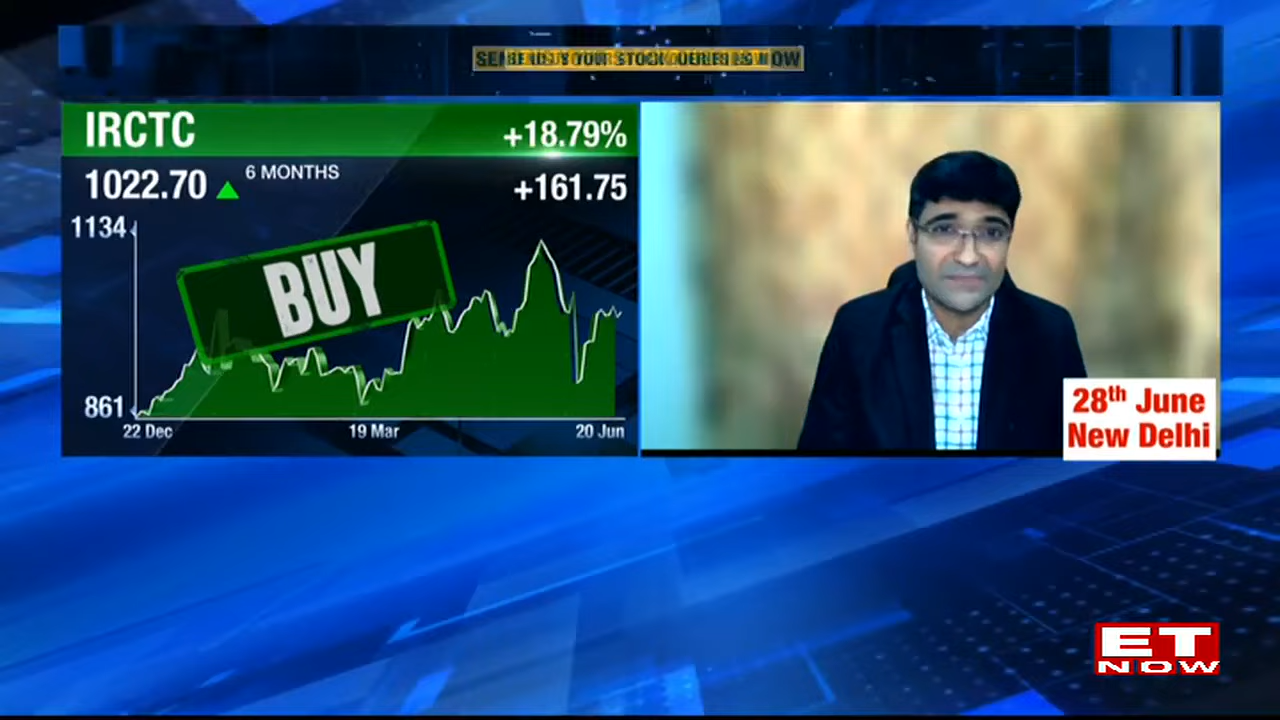 IRCTC
+18.79%
1022.70
6 MONTHS
+161.75
1134
BUY
861
22 Dec
19 Mar
20 Jun
28th June
New Delhi
ET
NOW